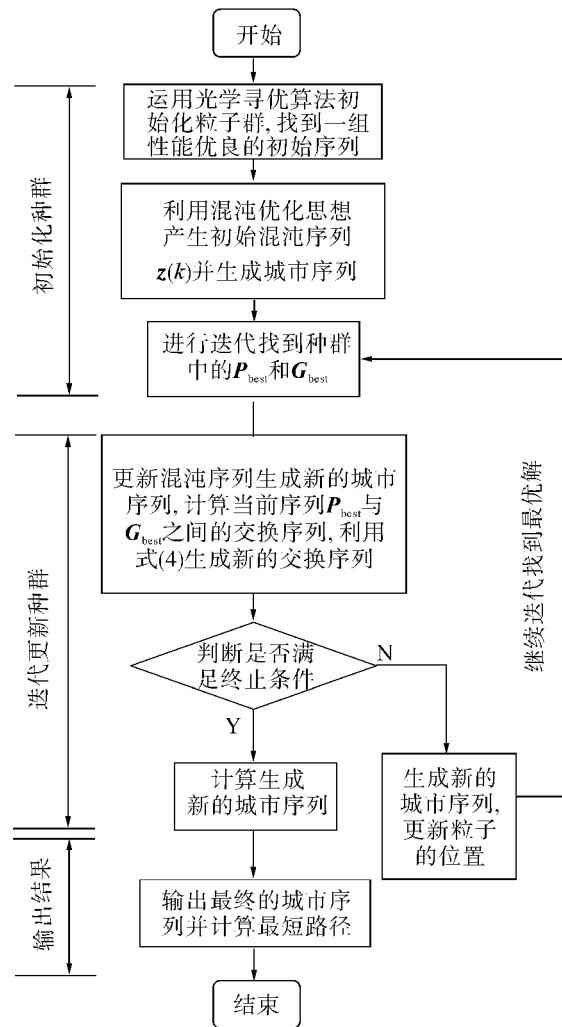 开始
运用光学寻优算法初
始化粒子群,找到一组
性能优良的初始序列
利用混沌优化思想
产生初始混沌序列
z(k)并生成城市序列
进行迭代找到种群
中的Pbest和Gbest
初始化种群
更新混沌序列生成新的城市
序列,计算当前序列Pbest与
Gbest之间的交换序列,利用
式(4)生成新的交换序列
判断是否满
足终止条件
N
Y
计算生成
新的城市序列
生成新的
城市序列,
更新粒子
的位置
继续迭代找到最优解
迭代更新种群
输出最终的城市序
列并计算最短路径
输出结果
结束